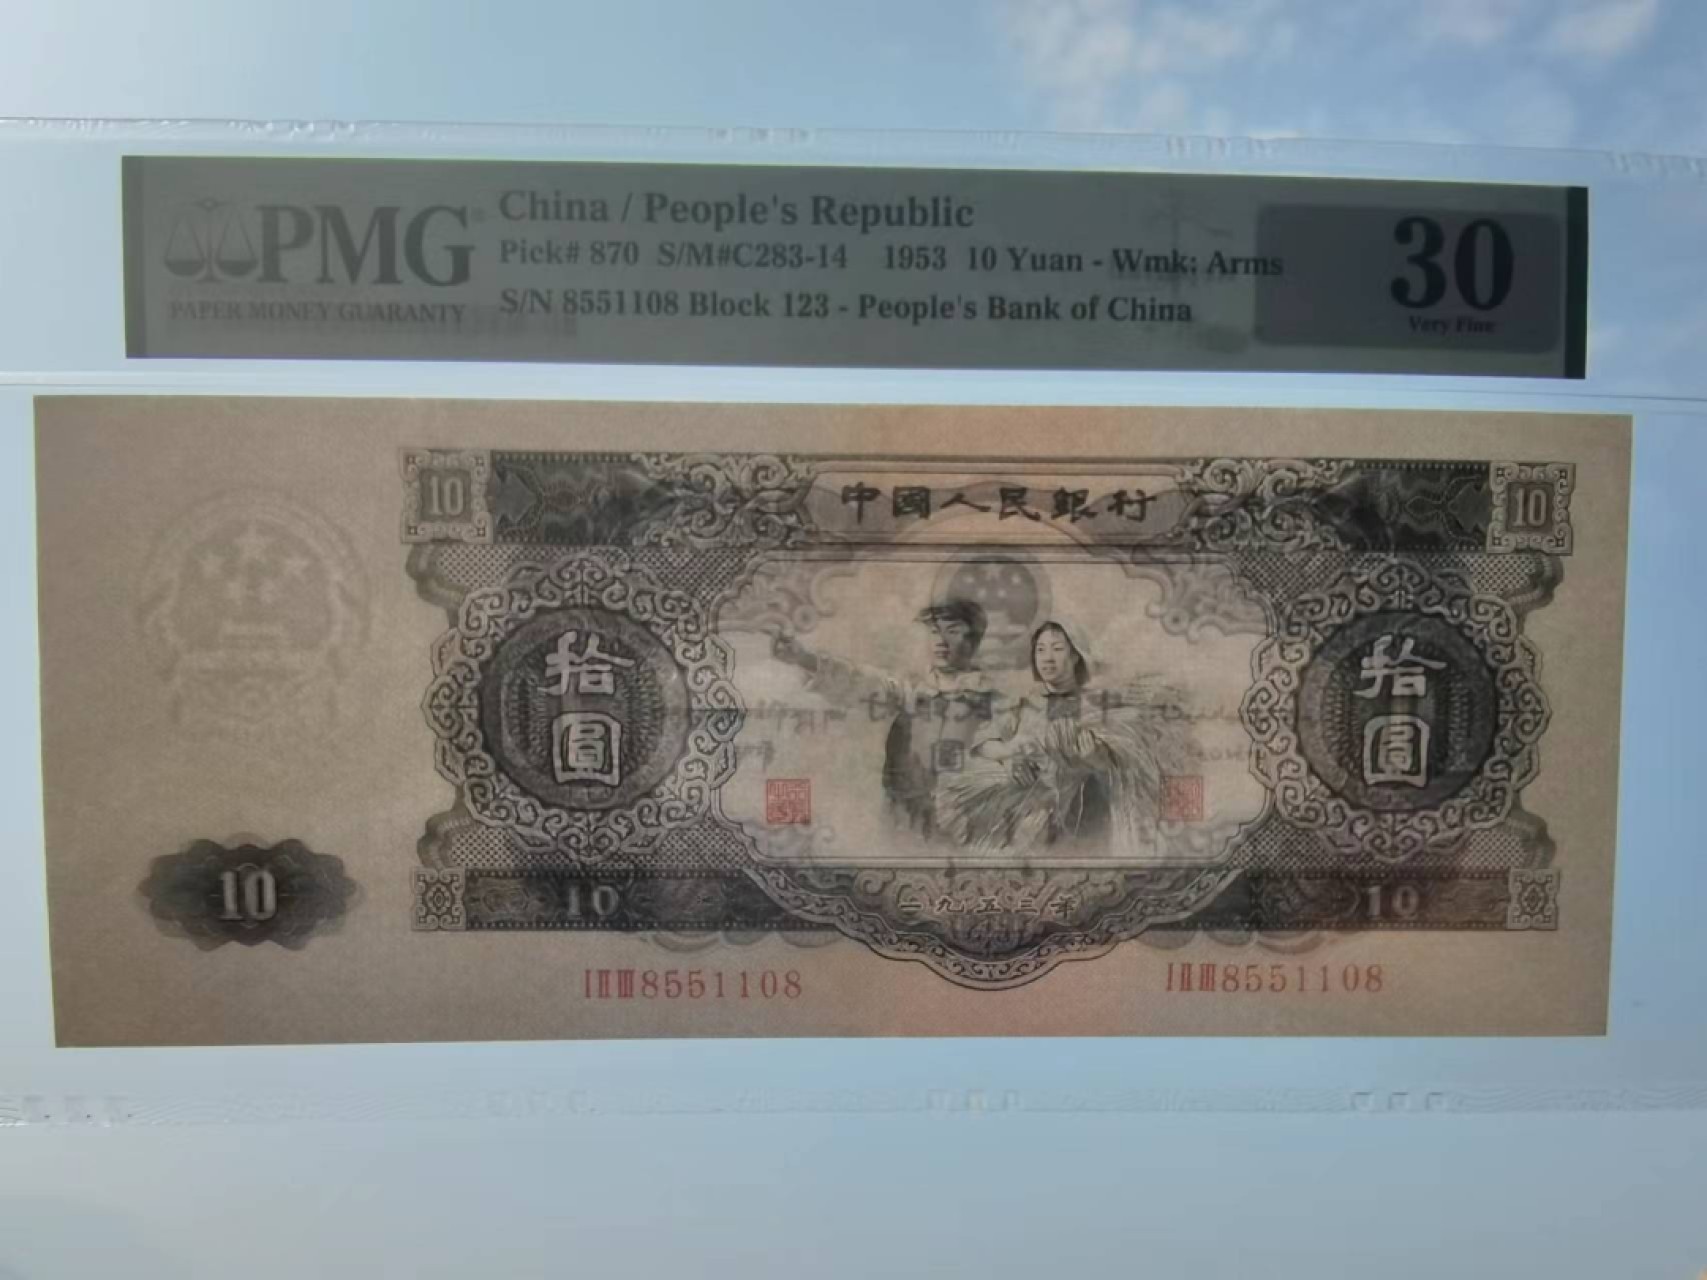 PMG
PAPER MONEY GUARANTY
China / People's Republic
Pick# 870 S/M#C283-14 1953 10 Yuan - Wmk: Arms
S/N 8551108 Block 123 - People's Bank of China
30
Very Fine
10
中國人民銀行
10
拾圓
拾圓
10
10
一九五三年
10
ⅠⅡⅢ8551108
ⅠⅡⅢ8551108